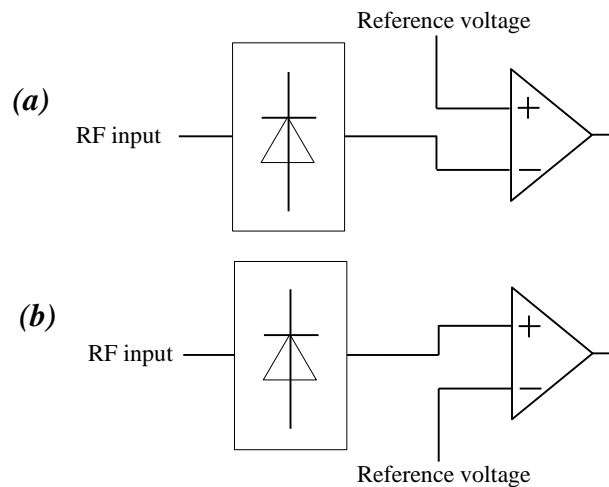 Reference voltage
(a)
RF input
+
−
(b)
RF input
+
−
Reference voltage